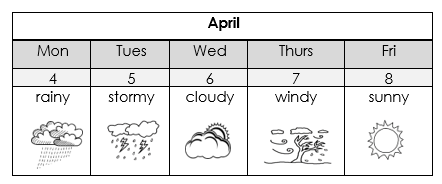 April
Mon Tues Wed Thurs Fri
4 5 6 7 8
rainy stormy cloudy windy sunny